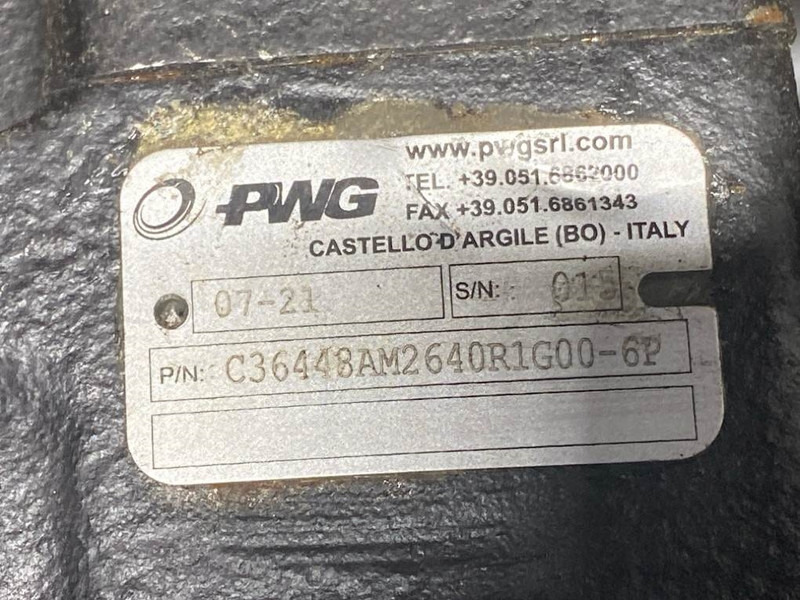 PWG
www.pwgsrl.com
TEL. +39.051.6862000
FAX +39.051.6861343
CASTELLO D'ARGILE (BO) - ITALY
07-21
S/N: 015
P/N: C36448AM2640R1G00-6P